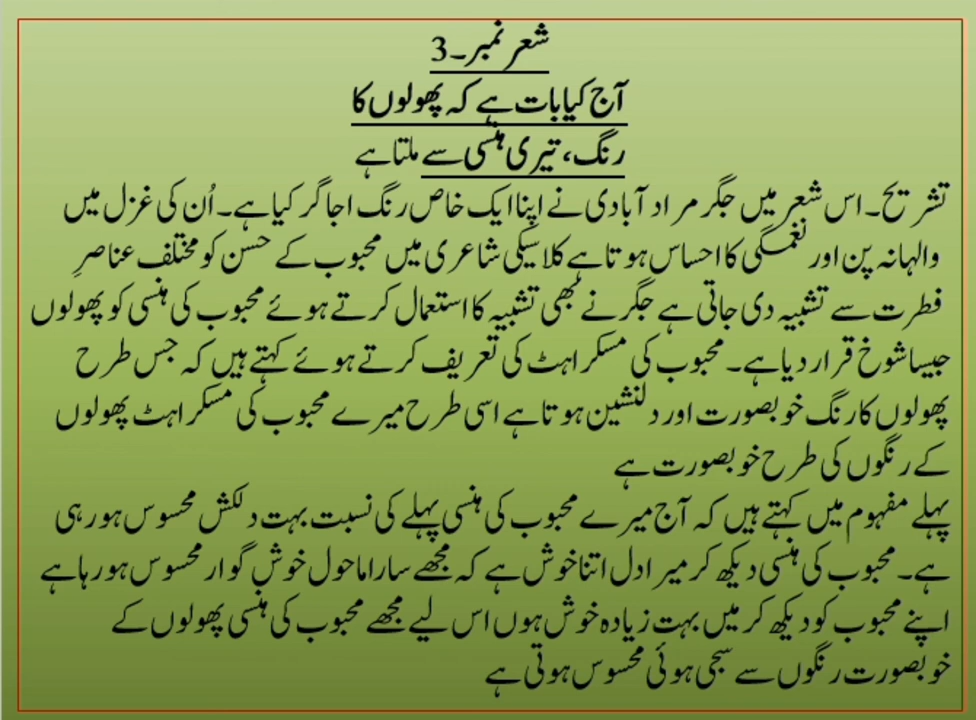 شعر نمبر۔3
آج کیا بات ہے کہ پھولوں کا
رنگ، تیری ہنسی سے ملتا ہے
تشریح۔اس شعر میں جگر مراد آبادی نے اپنا ایک خاص رنگ اجاگر کیا ہے۔اُن کی غزل میں
والہانہ پن اور نغمگی کا احساس ہوتا ہے کلاسیکی شاعری میں محبوب کے حسن کو مختلف عناصرِ
فطرت سے تشبیہ دی جاتی ہے جگر نے بھی تشبیہ کا استعمال کرتے ہوئے محبوب کی ہنسی کو پھولوں
جیسا شوخ قرار دیا ہے۔ محبوب کی مسکراہٹ کی تعریف کرتے ہوئے کہتے ہیں کہ جس طرح
پھولوں کا رنگ خوبصورت اور دلنشین ہوتا ہے اسی طرح میرے محبوب کی مسکراہٹ پھولوں
کے رنگوں کی طرح خوبصورت ہے
پہلے مفہوم میں کہتے ہیں کہ آج میرے محبوب کی ہنسی پہلے کی نسبت بہت دلکش محسوس ہو رہی
ہے۔ محبوب کی ہنسی دیکھ کر میرا دل اتنا خوش ہے کہ مجھے سارا ماحول خوش گوار محسوس ہو رہا ہے
اپنے محبوب کو دیکھ کر میں بہت زیادہ خوش ہوں اس لیے مجھے محبوب کی ہنسی پھولوں کے
خوبصورت رنگوں سے سجی ہوئی محسوس ہوتی ہے